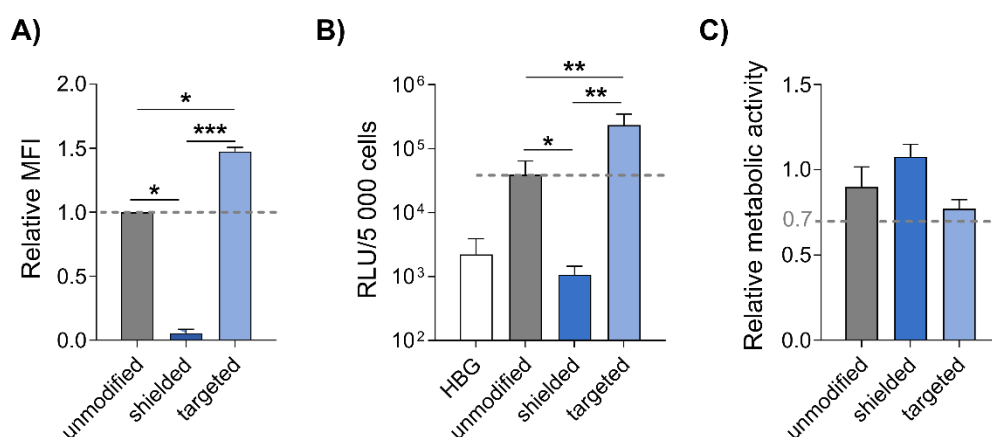 A)
Relative MFI
2.0
1.5
1.0
0.5
0.0
*
***
*
unmodified
shielded
targeted
B)
RLU/5 000 cells
10⁶
10⁵
10⁴
10³
10²
**
**
*
HBG
unmodified
shielded
targeted
C)
Relative metabolic activity
1.5
1.0
0.7
0.5
0.0
unmodified
shielded
targeted